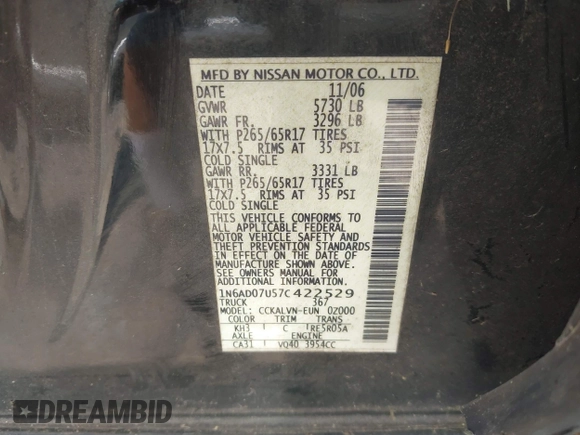 MFD BY NISSAN MOTOR CO., LTD.
DATE 11/06
GVWR 5730 LB
GAWR FR. 3296 LB
WITH P265/65R17 TIRES
17X7.5 RIMS AT 35 PSI
COLD SINGLE
GAWR RR. 3331 LB
WITH P265/65R17 TIRES
17X7.5 RIMS AT 35 PSI
COLD SINGLE
THIS VEHICLE CONFORMS TO
ALL APPLICABLE FEDERAL
MOTOR VEHICLE SAFETY AND
THEFT PREVENTION STANDARDS
IN EFFECT ON THE DATE OF
MANUFACTURE SHOWN ABOVE.
SEE OWNERS MANUAL FOR
ADDITIONAL INFORMATION.
1N6AD07U57C422529
TRUCK 367
MODEL: CCKALVN-EUN 0Z000
COLOR TRIM TRANS
KH3 C RE5R05A
AXLE ENGINE
CA31 VQ40 3954CC
DREAMBID